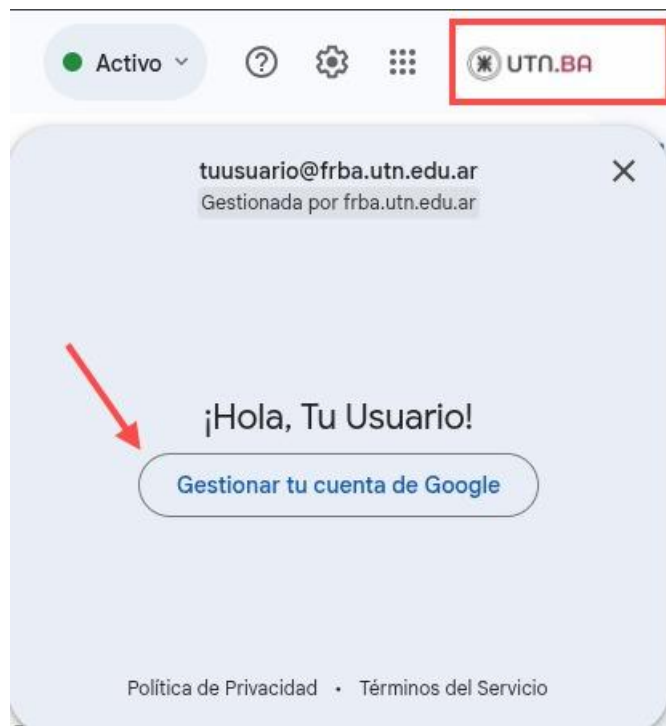 Activo
UTN.BA
tuusuario@frba.utn.edu.ar
Gestionada por frba.utn.edu.ar
¡Hola, Tu Usuario!
Gestionar tu cuenta de Google
Política de Privacidad • Términos del Servicio